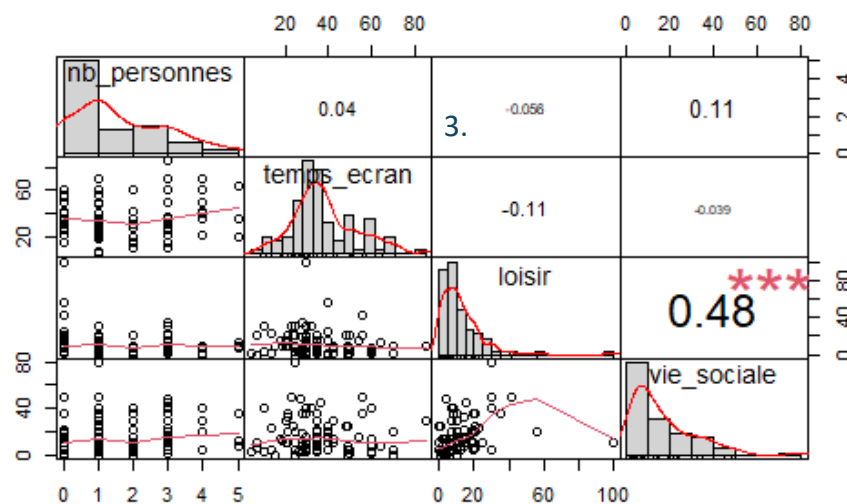 20 40 60 80
0 20 40 60 80
nb_personnes
0.04
3.
-0.056
0.11
0 2 4
20 60
temps_ecran
-0.11
-0.039
loisir
0.48
***
0 40 80
0 40 80
vie_sociale
0 1 2 3 4 5
0 20 60 100